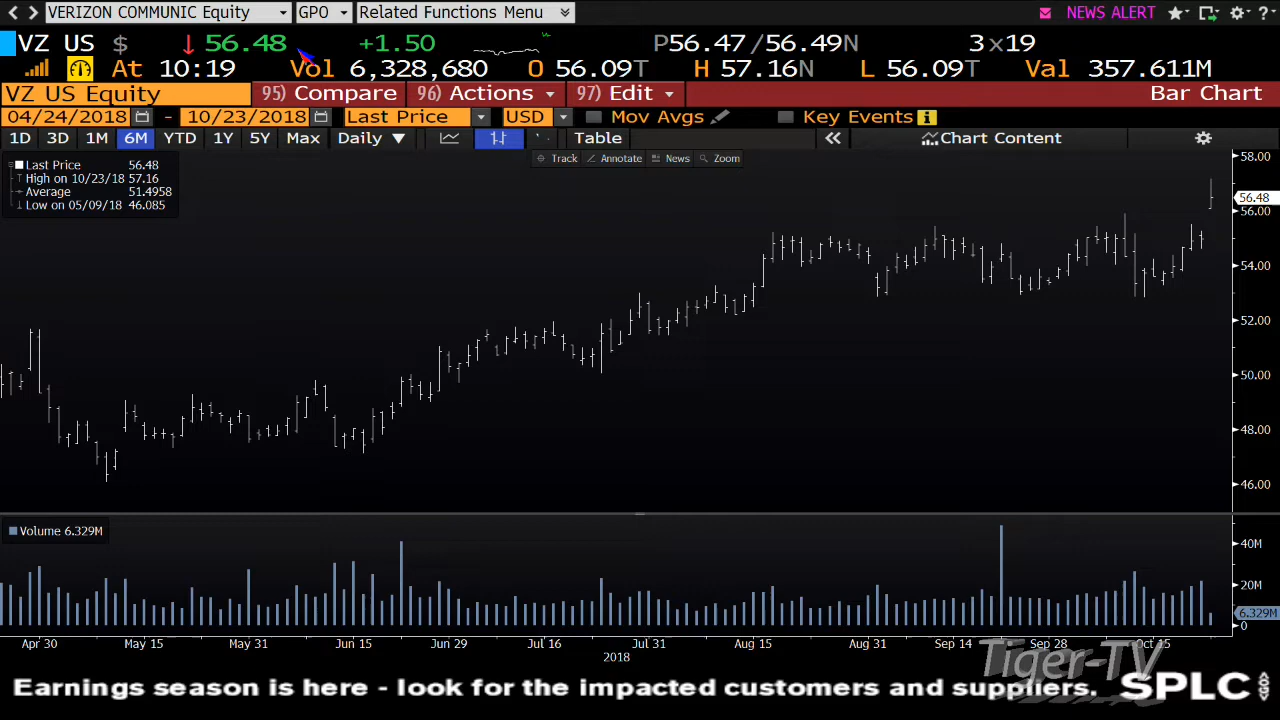 VERIZON COMMUNIC Equity GPO Related Functions Menu NEWS ALERT ?
VZ US $ ↓56.48 +1.50 P56.47/56.49N 3x19
At 10:19 Vol 6,328,680 O 56.09T H 57.16N L 56.09T Val 357.611M
VZ US Equity 95) Compare 96) Actions 97) Edit Bar Chart
04/24/2018 - 10/23/2018 Last Price USD Mov Avgs Key Events
1D 3D 1M 6M YTD 1Y 5Y Max Daily ▼ Table « Chart Content
Track Annotate News Zoom
Last Price 56.48
High on 10/23/18 57.16
Average 51.4958
Low on 05/09/18 46.085
58.00
56.48
56.00
54.00
52.00
50.00
48.00
46.00
Volume 6.329M
40M
20M
6.329M
0
Apr 30 May 15 May 31 Jun 15 Jun 29 Jul 16 Jul 31 Aug 15 Aug 31 Sep 14 Sep 28 Oct 15
2018
Tiger-TV
Earnings season is here - look for the impacted customers and suppliers. SPLC